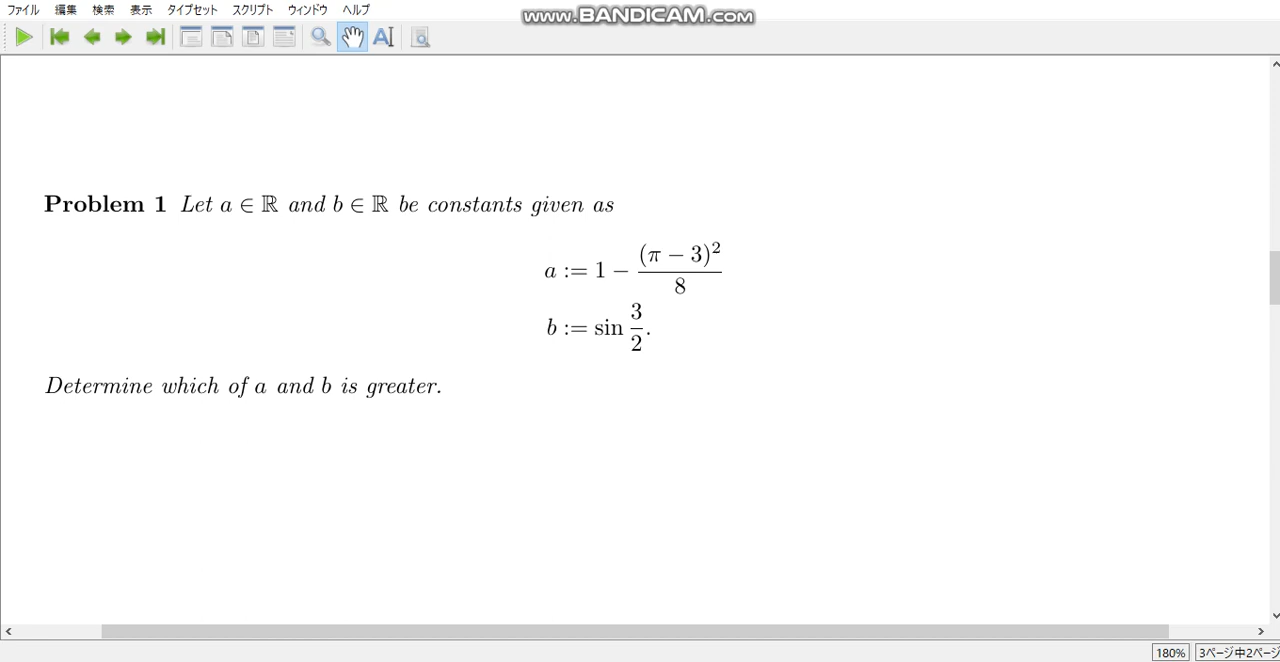 ファイル 編集 検索 表示 タイプセット スクリプト ウィンドウ ヘルプ
www.BANDICAM.com
Problem 1 Let a ∈ ℝ and b ∈ ℝ be constants given as
a := 1 − (π − 3)² / 8
b := sin 3/2.
Determine which of a and b is greater.
180% 3ページ中2ページ